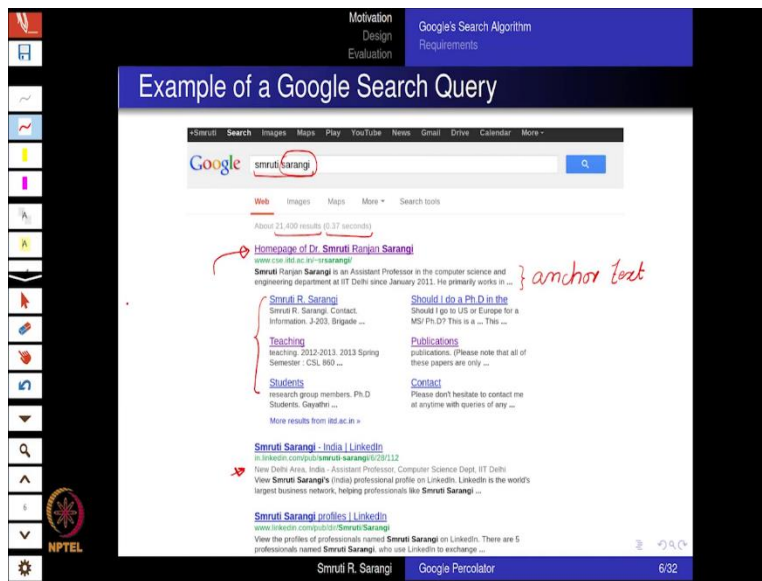 Motivation
Design
Evaluation
Google's Search Algorithm
Requirements
Example of a Google Search Query
+Smruti Search Images Maps Play YouTube News Gmail Drive Calendar More
Google smruti sarangi
Web Images Maps More Search tools
About 21,400 results (0.37 seconds)
Homepage of Dr. Smruti Ranjan Sarangi
www.cse.iitd.ac.in/~srsarangi/
Smruti Ranjan Sarangi is an Assistant Professor in the computer science and
engineering department at IIT Delhi since January 2011. He primarily works in ...
anchor text
Smruti R. Sarangi
Smruti R. Sarangi. Contact.
Information. J-203, Brigade ...
Should I do a Ph.D in the
Should I go to US or Europe for a
MS/ Ph.D? This is a ... This ...
Teaching
teaching. 2012-2013. 2013 Spring
Semester : CSL 860 ...
Publications
publications. (Please note that all of
these papers are only ...
Students
research group members. Ph.D
Students. Gayathri ...
Contact
Please don't hesitate to contact me
at anytime with queries of any ...
More results from iitd.ac.in »
Smruti Sarangi - India | LinkedIn
in.linkedin.com/pub/smruti-sarangi/6/28/112
New Delhi Area, India - Assistant Professor, Computer Science Dept, IIT Delhi
View Smruti Sarangi's (India) professional profile on LinkedIn. LinkedIn is the world's
largest business network, helping professionals like Smruti Sarangi ...
Smruti Sarangi profiles | LinkedIn
www.linkedin.com/pub/dir/Smruti/Sarangi
View the profiles of professionals named Smruti Sarangi on LinkedIn. There are 5
professionals named Smruti Sarangi, who use LinkedIn to exchange ...
6
NPTEL
Smruti R. Sarangi Google Percolator 6/32